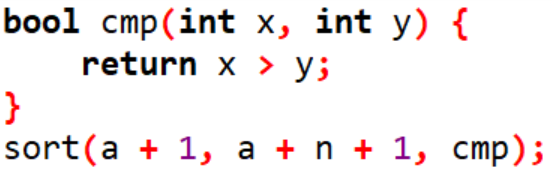 bool cmp(int x, int y) {
    return x > y;
}
sort(a + 1, a + n + 1, cmp);